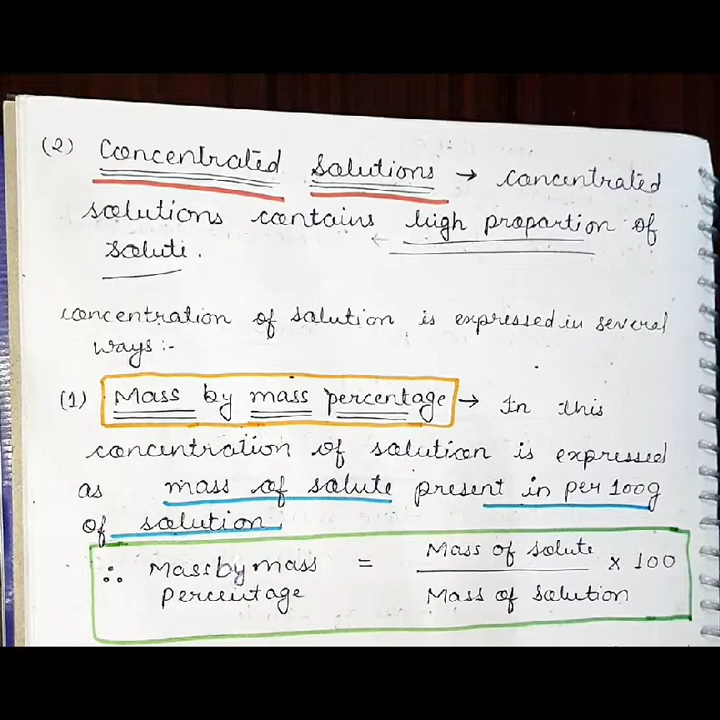 (2) Concentrated Solutions → concentrated
solutions contains high proportion of
solute.
concentration of solution is expressed in several
ways :-
(1) Mass by mass percentage → In this
concentration of solution is expressed
as mass of solute present in per 100g
of solution
∴ Mass by mass = Mass of solute × 100
percentage Mass of solution